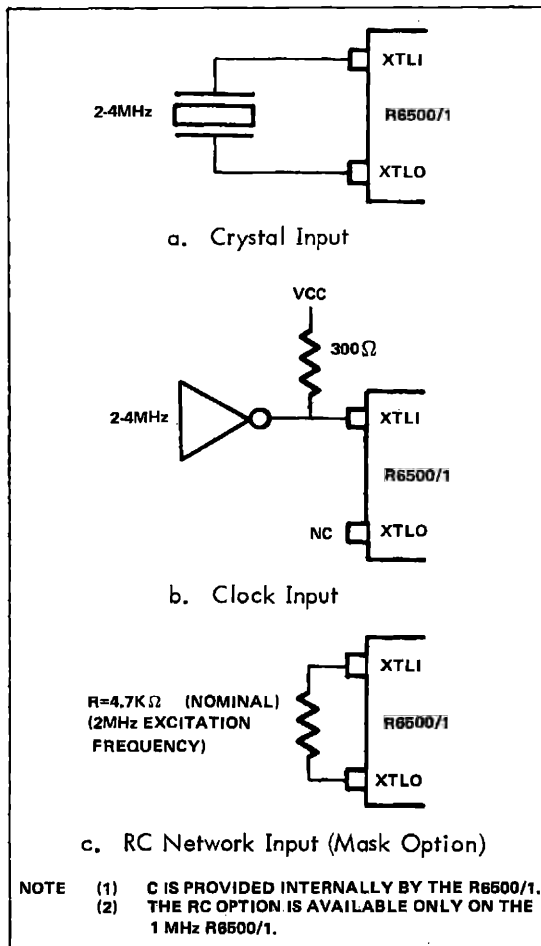 XTLI
2-4MHz
R6500/1
XTLO
a. Crystal Input
VCC
300Ω
2-4MHz
XTLI
R6500/1
NC
XTLO
b. Clock Input
XTLI
R=4.7KΩ (NOMINAL)
(2MHz EXCITATION
FREQUENCY)
R6500/1
XTLO
c. RC Network Input (Mask Option)
NOTE (1) C IS PROVIDED INTERNALLY BY THE R6500/1.
(2) THE RC OPTION IS AVAILABLE ONLY ON THE
1 MHz R6500/1.